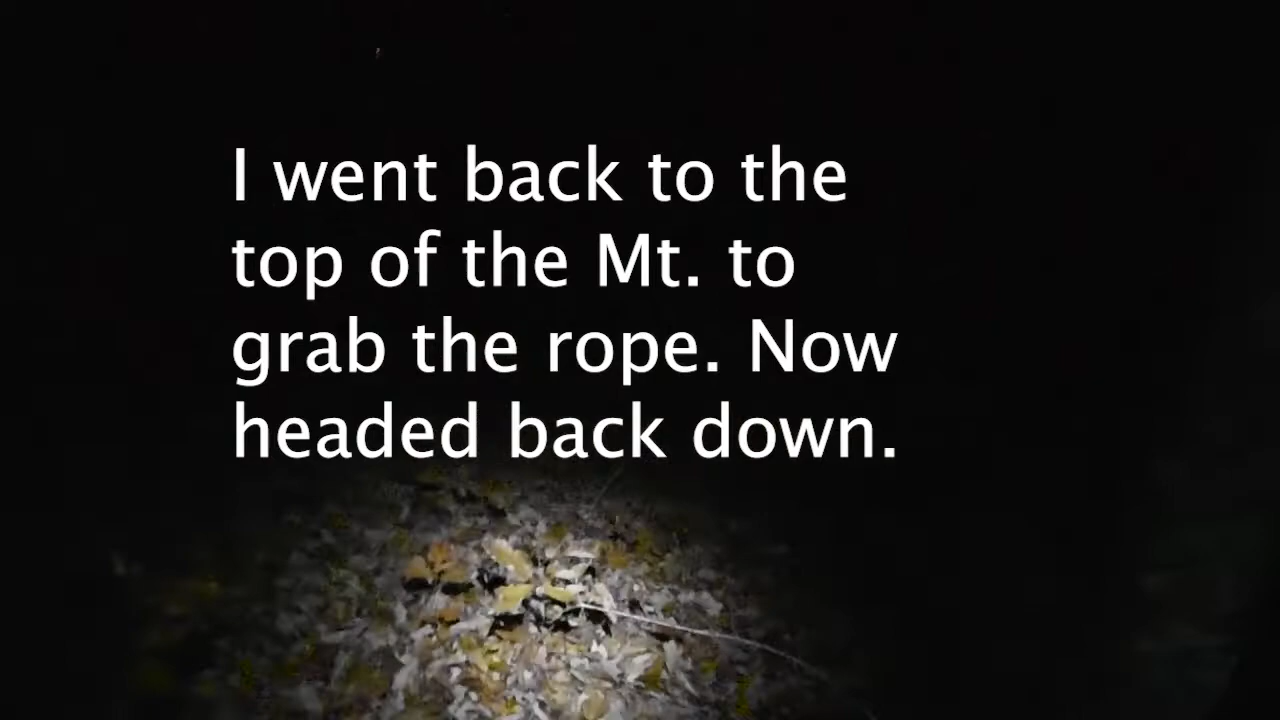 I went back to the
top of the Mt. to
grab the rope. Now
headed back down.